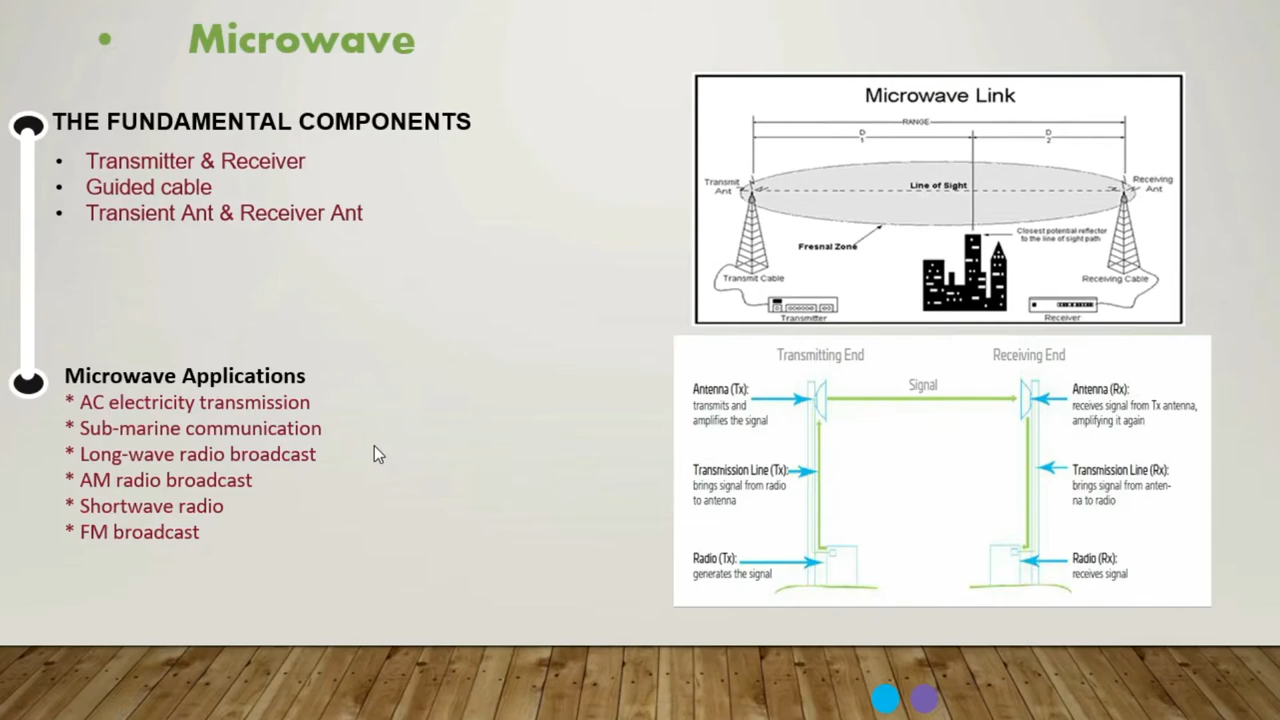 • Microwave
THE FUNDAMENTAL COMPONENTS
• Transmitter & Receiver
• Guided cable
• Transient Ant & Receiver Ant
Microwave Applications
* AC electricity transmission
* Sub-marine communication
* Long-wave radio broadcast
* AM radio broadcast
* Shortwave radio
* FM broadcast
Microwave Link
RANGE
D
1
D
2
Transmit
Ant
Receiving
Ant
Line of Sight
Fresnal Zone
Closest potential reflector
to the line of sight path
Transmit Cable
Receiving Cable
Transmitter
Receiver
Transmitting End
Receiving End
Signal
Antenna (Tx):
transmits and
amplifies the signal
Antenna (Rx):
receives signal from Tx antenna,
amplifying it again
Transmission Line (Tx):
brings signal from radio
to antenna
Transmission Line (Rx):
brings signal from anten-
na to radio
Radio (Tx):
generates the signal
Radio (Rx):
receives signal